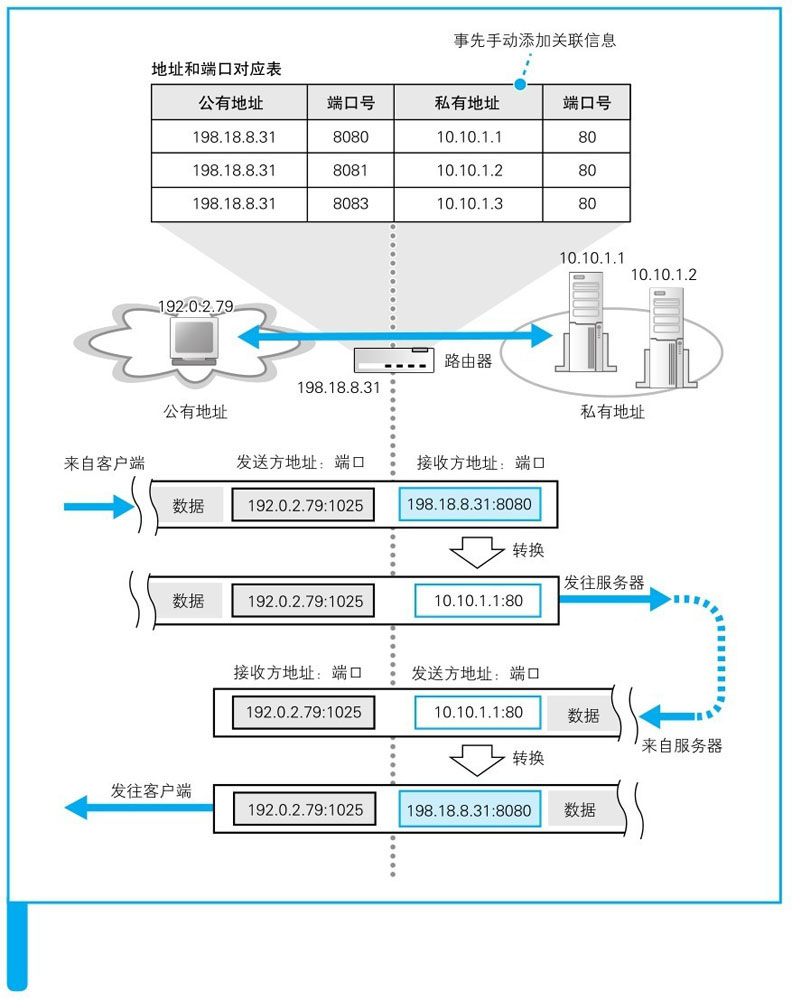 事先手动添加关联信息
地址和端口对应表
公有地址 端口号 私有地址 端口号
198.18.8.31 8080 10.10.1.1 80
198.18.8.31 8081 10.10.1.2 80
198.18.8.31 8083 10.10.1.3 80
10.10.1.1
10.10.1.2
192.0.2.79
路由器
198.18.8.31
公有地址 私有地址
来自客户端 发送方地址：端口 接收方地址：端口
数据 192.0.2.79:1025 198.18.8.31:8080
转换
发往服务器
数据 192.0.2.79:1025 10.10.1.1:80
接收方地址：端口 发送方地址：端口
192.0.2.79:1025 10.10.1.1:80 数据
来自服务器
转换
发往客户端
192.0.2.79:1025 198.18.8.31:8080 数据